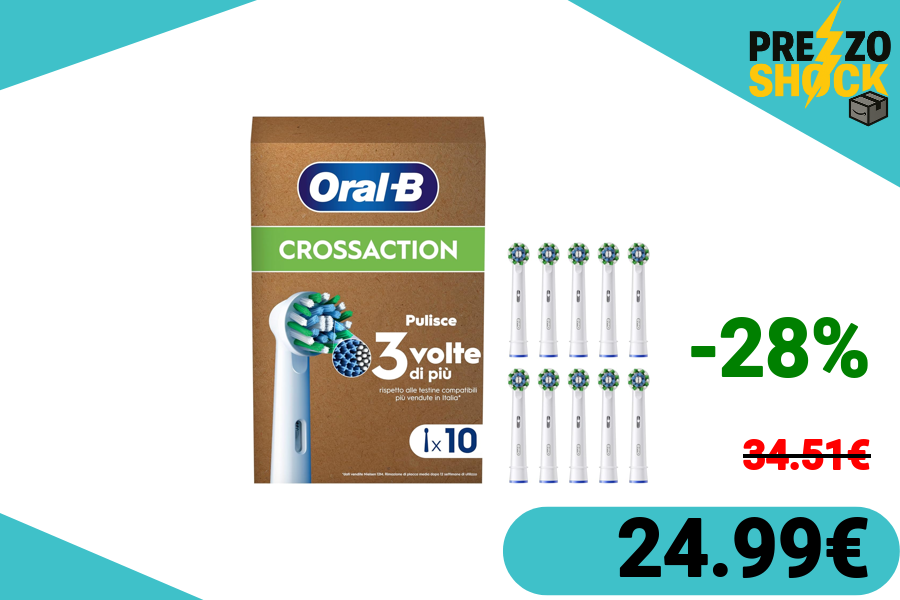 PREZZO
SHOCK
Oral-B
CROSSACTION
Pulisce
3 volte
di più
rispetto alle testine compatibili
più vendute in Italia*
x10
-28%
34.51€
24.99€